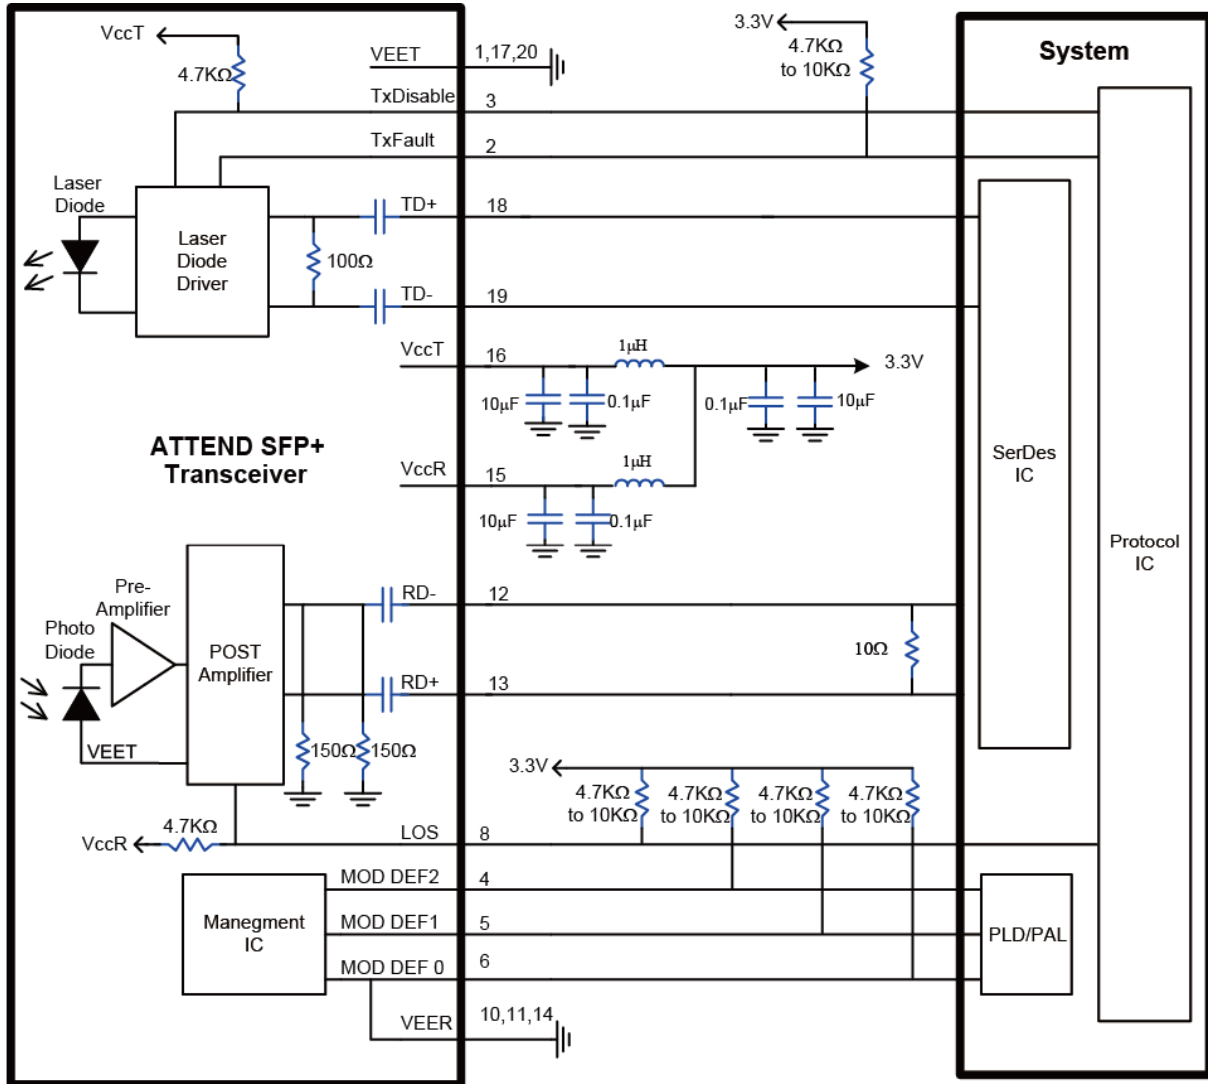 VccT
4.7KΩ
VEET
1,17,20
3.3V
4.7KΩ
to 10KΩ
System
TxDisable
3
TxFault
2
Laser
Diode
Laser
Diode
Driver
TD+
18
100Ω
TD-
19
VccT
16
1μH
3.3V
10μF
0.1μF
0.1μF
10μF
ATTEND SFP+
Transceiver
VccR
15
1μH
10μF
0.1μF
SerDes
IC
Protocol
IC
Pre-
Amplifier
Photo
Diode
POST
Amplifier
RD-
12
10Ω
RD+
13
VEET
150Ω
150Ω
3.3V
4.7KΩ
to 10KΩ
4.7KΩ
to 10KΩ
4.7KΩ
to 10KΩ
4.7KΩ
to 10KΩ
VccR
4.7KΩ
LOS
8
Manegment
IC
MOD DEF2
4
MOD DEF1
5
MOD DEF 0
6
PLD/PAL
VEER
10,11,14